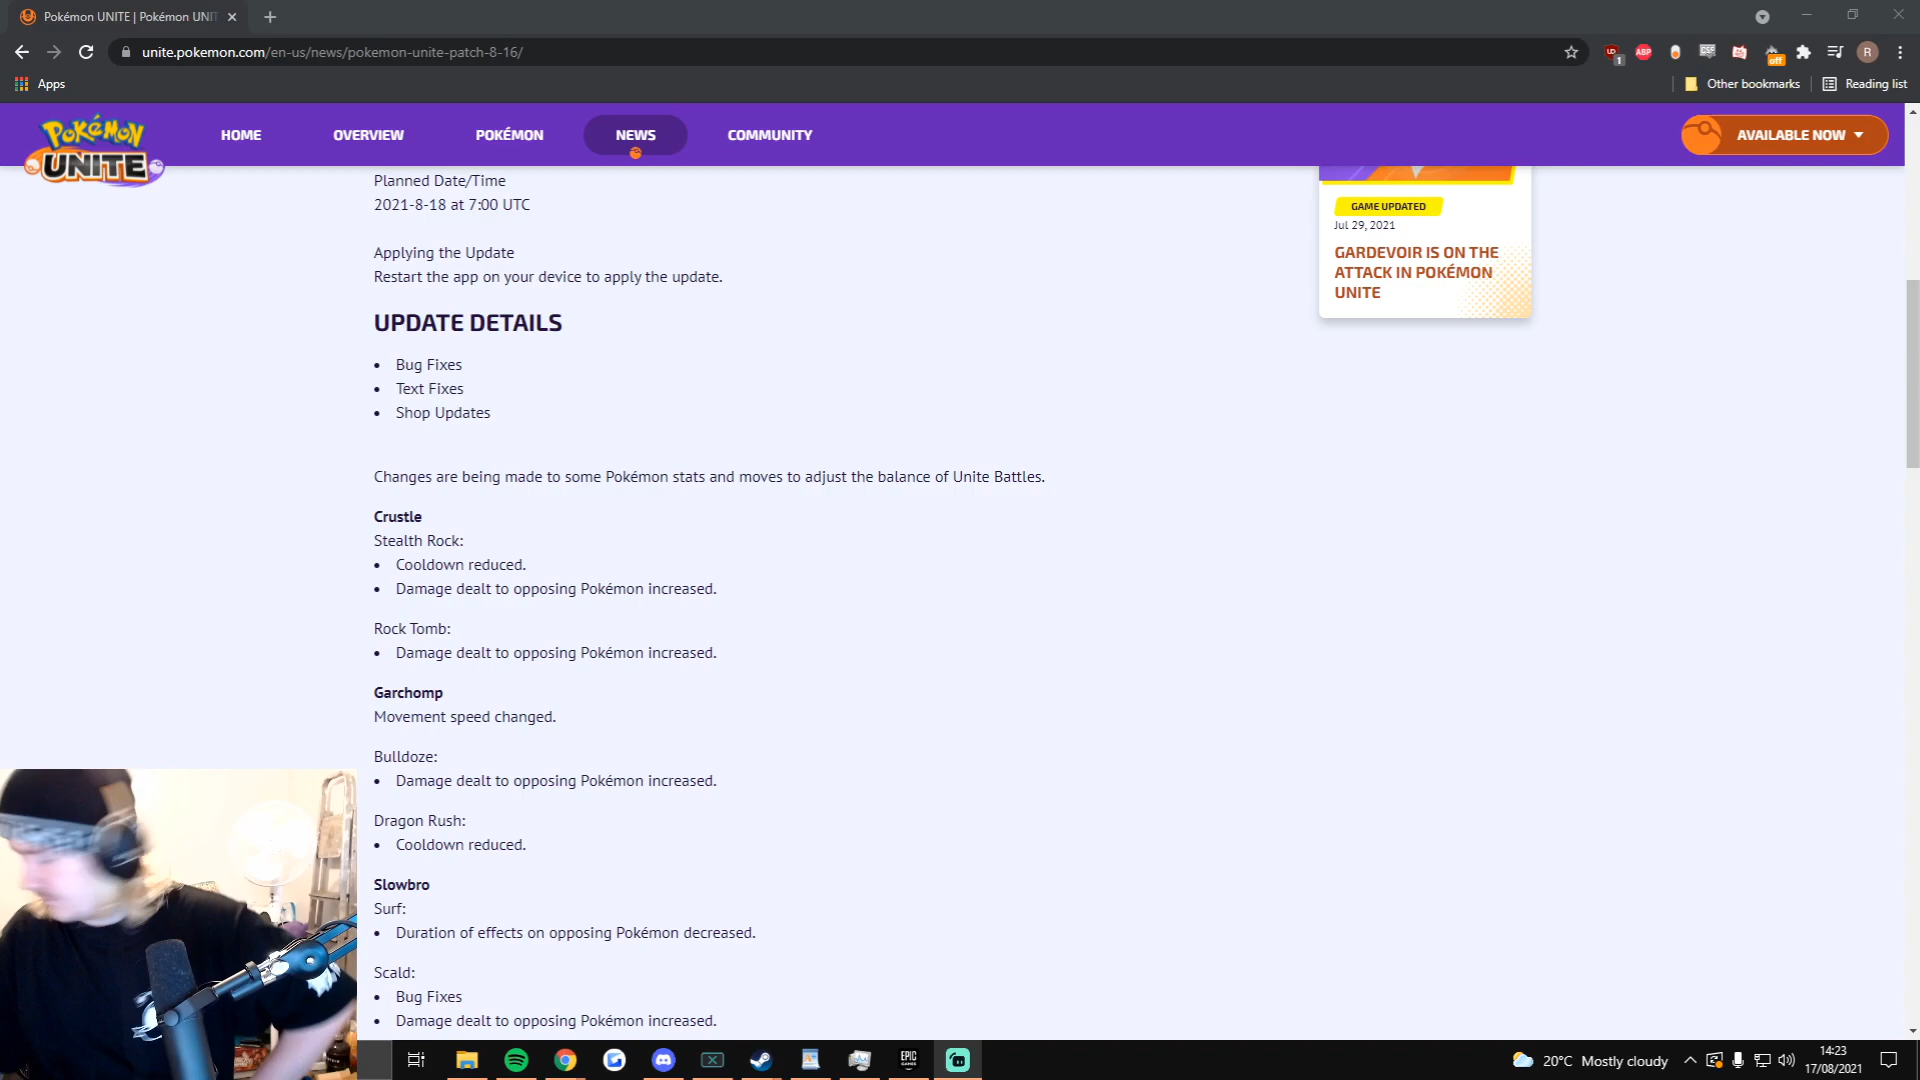 Pokémon UNITE | Pokémon UNIT
unite.pokemon.com/en-us/news/pokemon-unite-patch-8-16/
1
ABP
off
R
Apps
Other bookmarks
Reading list
POKéMON
UNITE
HOME
OVERVIEW
POKÉMON
NEWS
COMMUNITY
AVAILABLE NOW
Planned Date/Time
2021-8-18 at 7:00 UTC
Applying the Update
Restart the app on your device to apply the update.
GAME UPDATED
Jul 29, 2021
GARDEVOIR IS ON THE
ATTACK IN POKÉMON
UNITE
UPDATE DETAILS
• Bug Fixes
• Text Fixes
• Shop Updates
Changes are being made to some Pokémon stats and moves to adjust the balance of Unite Battles.
Crustle
Stealth Rock:
• Cooldown reduced.
• Damage dealt to opposing Pokémon increased.
Rock Tomb:
• Damage dealt to opposing Pokémon increased.
Garchomp
Movement speed changed.
Bulldoze:
• Damage dealt to opposing Pokémon increased.
Dragon Rush:
• Cooldown reduced.
Slowbro
Surf:
• Duration of effects on opposing Pokémon decreased.
Scald:
• Bug Fixes
• Damage dealt to opposing Pokémon increased.
EPIC
GAMES
20°C Mostly cloudy
14:23
17/08/2021